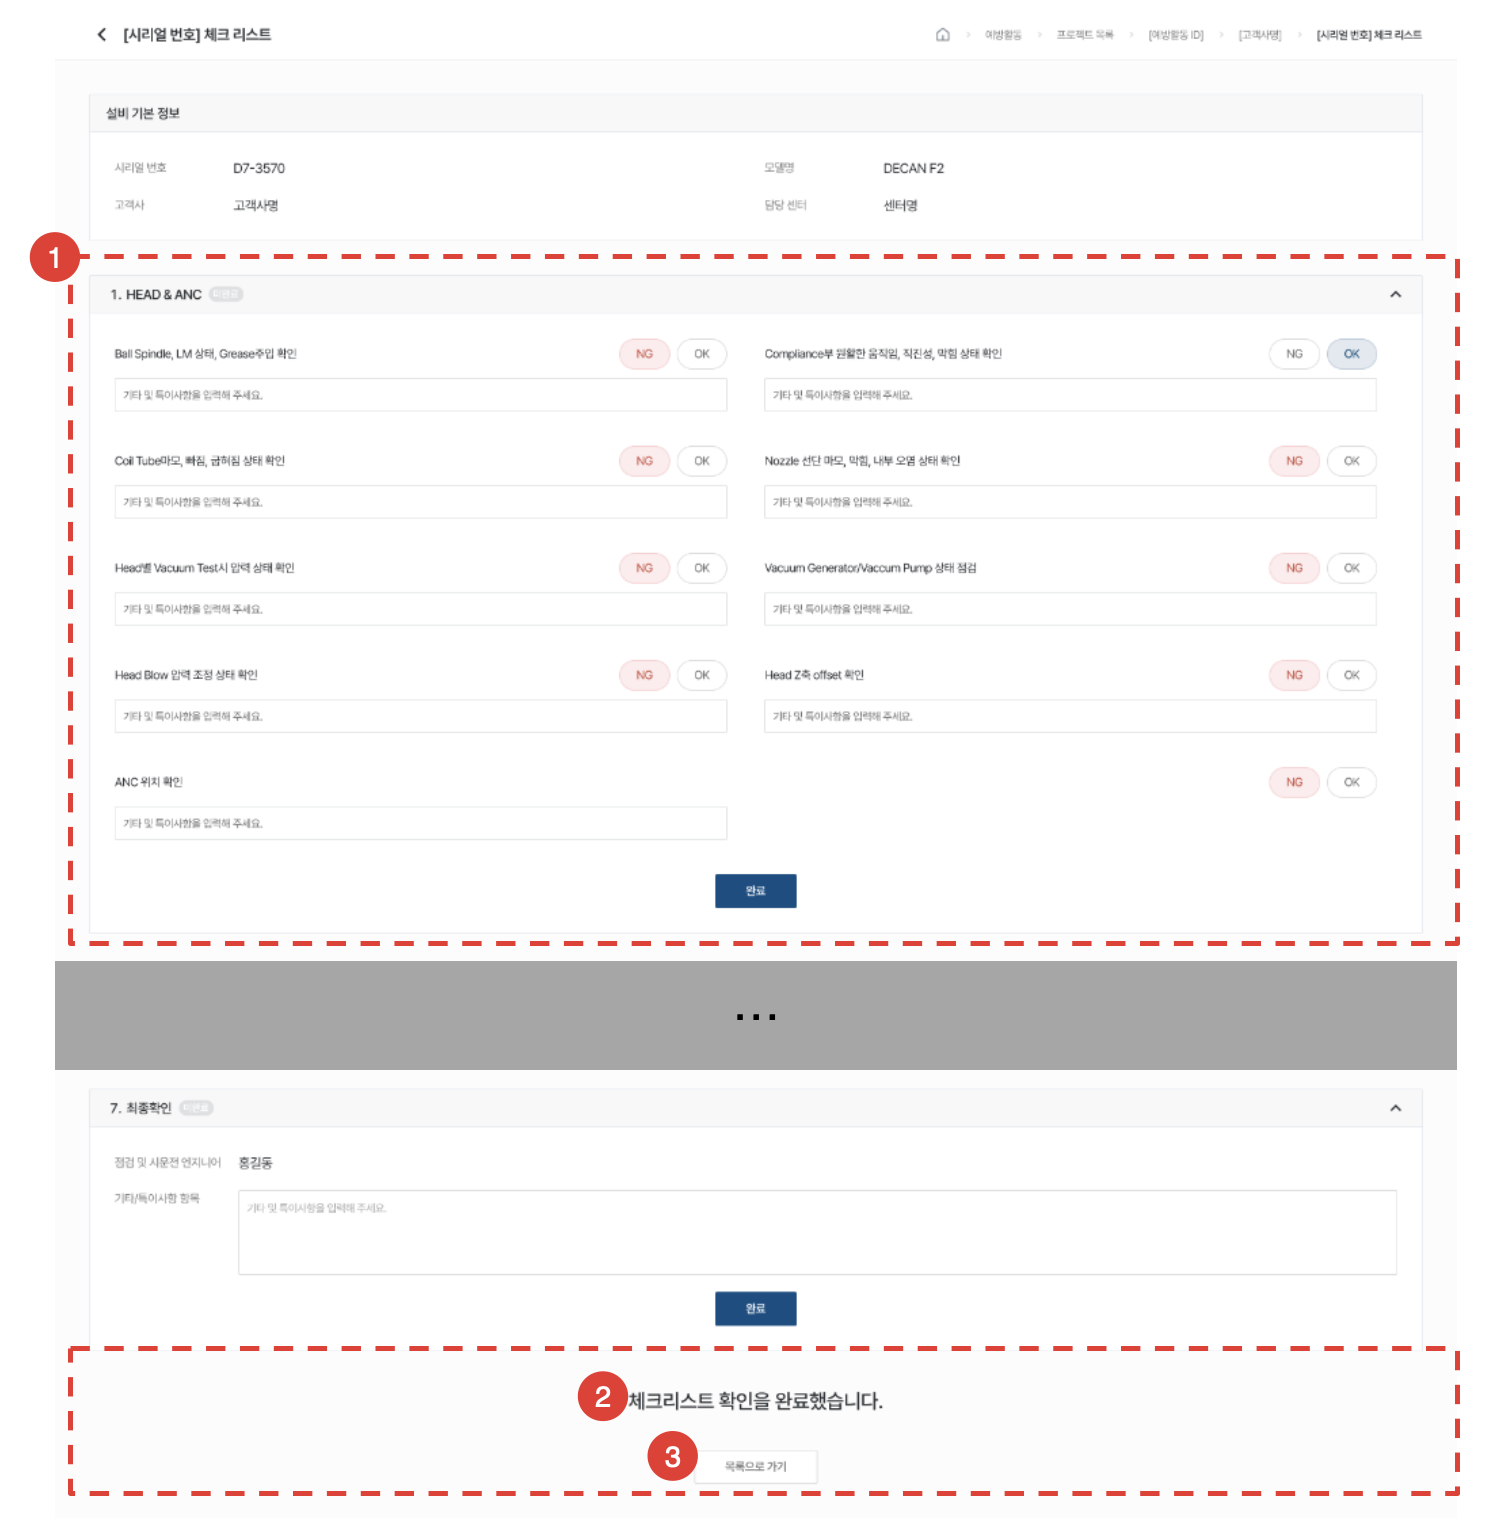 [시리얼 번호] 체크 리스트
예방활동 > 프로젝트 목록 > [예방활동 ID] > [고객사명] > [시리얼 번호] 체크 리스트
설비 기본 정보
시리얼 번호 D7-3570 모델명 DECAN F2
고객사 고객사명 담당 센터 센터명
1
1. HEAD & ANC 미완료
Ball Spindle, LM 상태, Grease주입 확인 NG OK Compliance부 원활한 움직임, 직진성, 막힘 상태 확인 NG OK
기타 및 특이사항을 입력해 주세요. 기타 및 특이사항을 입력해 주세요.
Coil Tube마모, 빠짐, 굽혀짐 상태 확인 NG OK Nozzle 선단 마모, 막힘, 내부 오염 상태 확인 NG OK
기타 및 특이사항을 입력해 주세요. 기타 및 특이사항을 입력해 주세요.
Head별 Vacuum Test시 압력 상태 확인 NG OK Vacuum Generator/Vaccum Pump 상태 점검 NG OK
기타 및 특이사항을 입력해 주세요. 기타 및 특이사항을 입력해 주세요.
Head Blow 압력 조정 상태 확인 NG OK Head Z축 offset 확인 NG OK
기타 및 특이사항을 입력해 주세요. 기타 및 특이사항을 입력해 주세요.
ANC 위치 확인 NG OK
기타 및 특이사항을 입력해 주세요.
완료
...
7. 최종확인 미완료
점검 및 시운전 엔지니어 홍길동
기타/특이사항 항목 기타 및 특이사항을 입력해 주세요.
완료
2 체크리스트 확인을 완료했습니다.
3 목록으로 가기